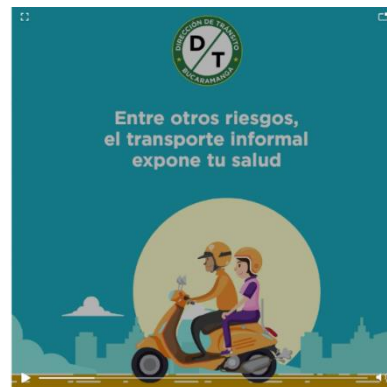 DIRECCIÓN DE TRÁNSITO
D T
BUCARAMANGA
Entre otros riesgos,
el transporte informal
expone tu salud